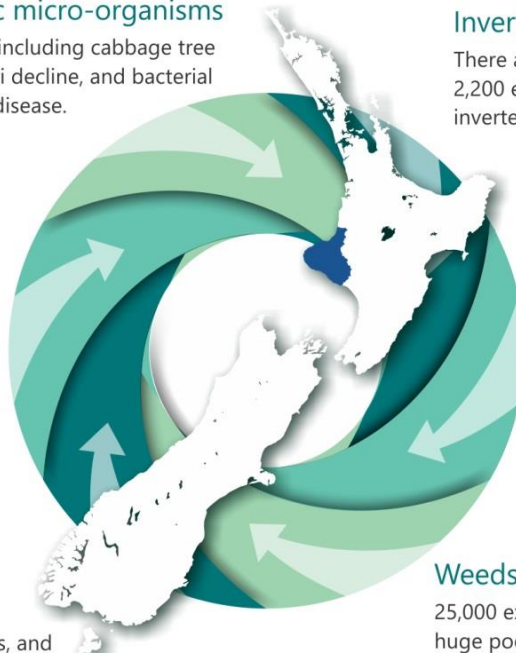 c micro-organisms
including cabbage tree
i decline, and bacterial
disease.
Inver
There a
2,200 e
inverte
Weeds
25,000 e
huge poo
s, and